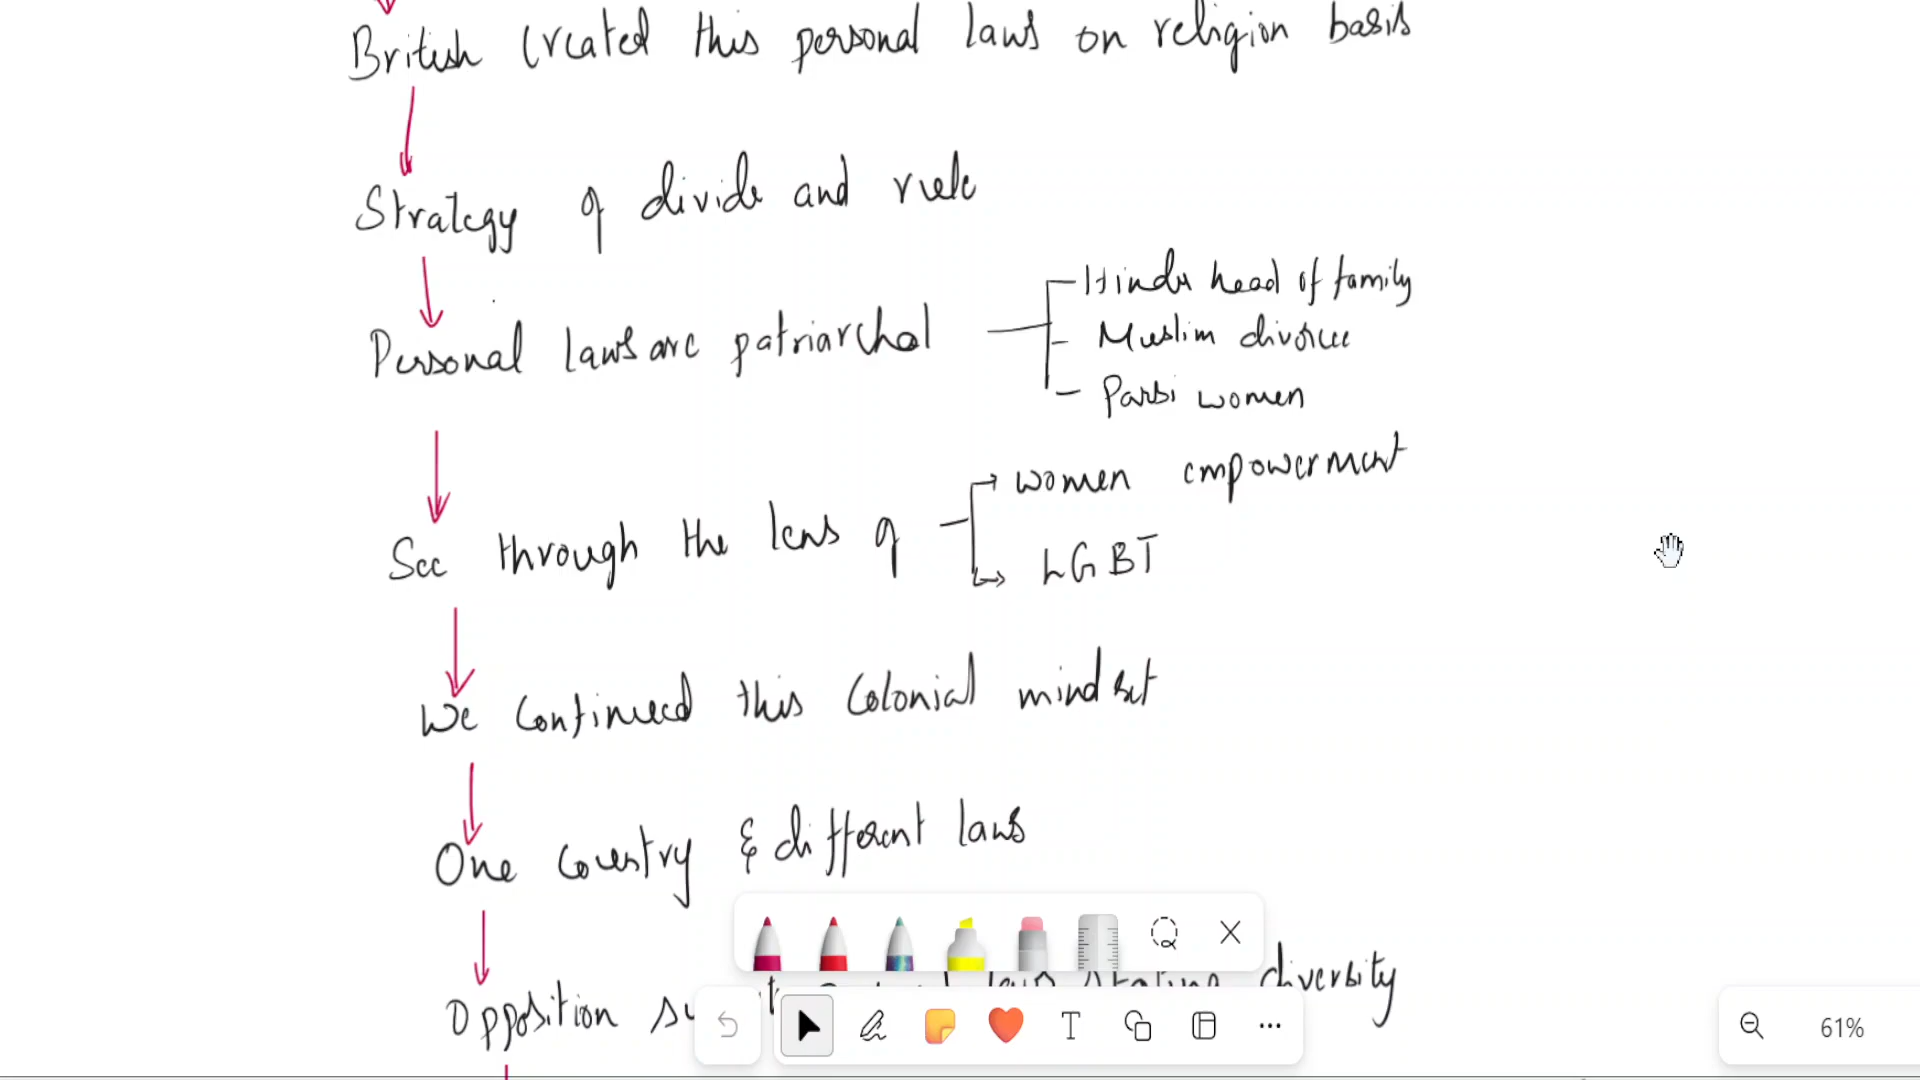 British created this personal laws on religion basis
Strategy of divide and rule
Personal laws are patriarchal
Hindu head of family
Muslim divorcee
Parsi women
See through the lens of
women empowerment
LGBT
We continued this colonial mindset
One country & different laws
Opposition
diversity
T
61%